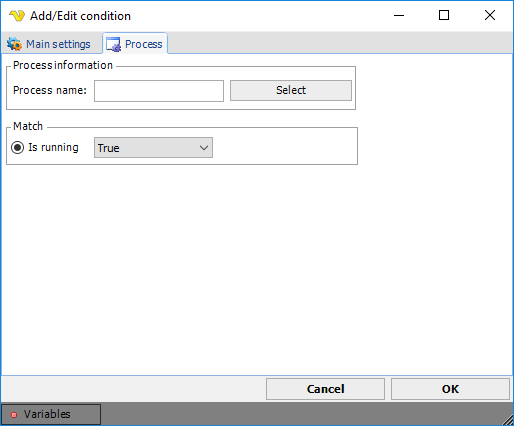 Add/Edit condition
Main settings Process
Process information
Process name: Select
Match
Is running True
Cancel OK
Variables